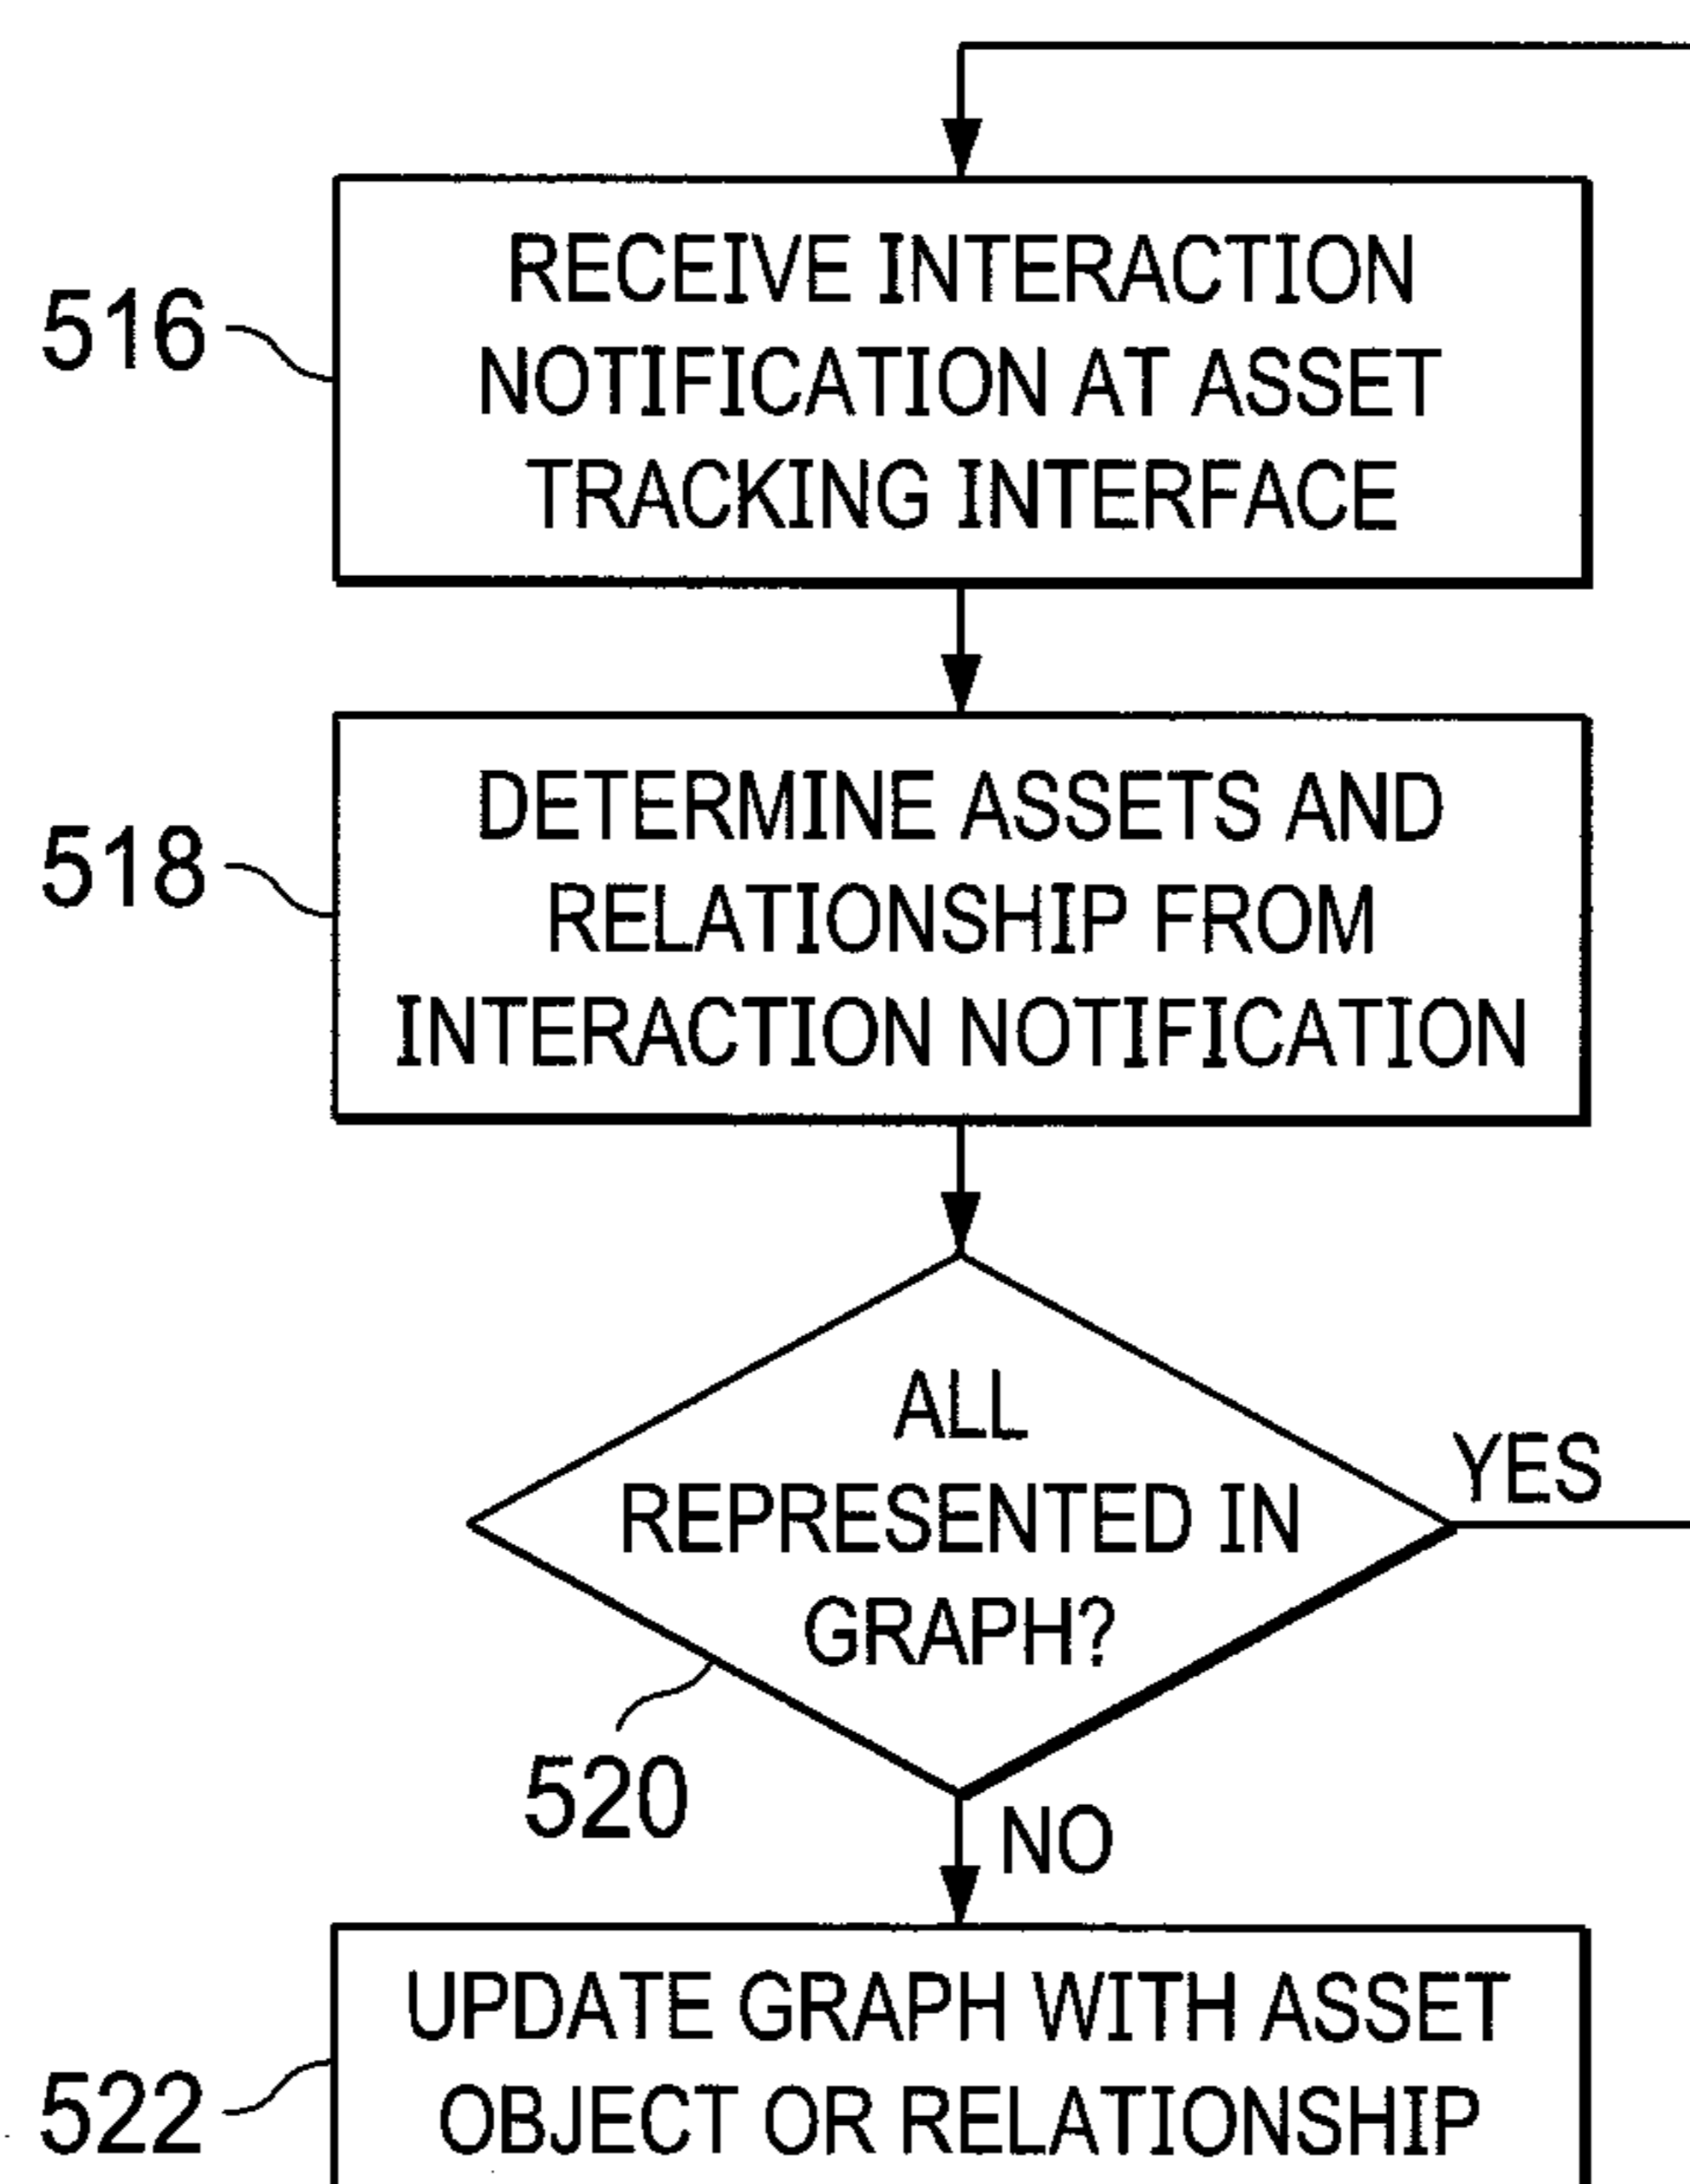 516
RECEIVE INTERACTION
NOTIFICATION AT ASSET
TRACKING INTERFACE
518
DETERMINE ASSETS AND
RELATIONSHIP FROM
INTERACTION NOTIFICATION
ALL
REPRESENTED IN
GRAPH?
YES
520
NO
522
UPDATE GRAPH WITH ASSET
OBJECT OR RELATIONSHIP